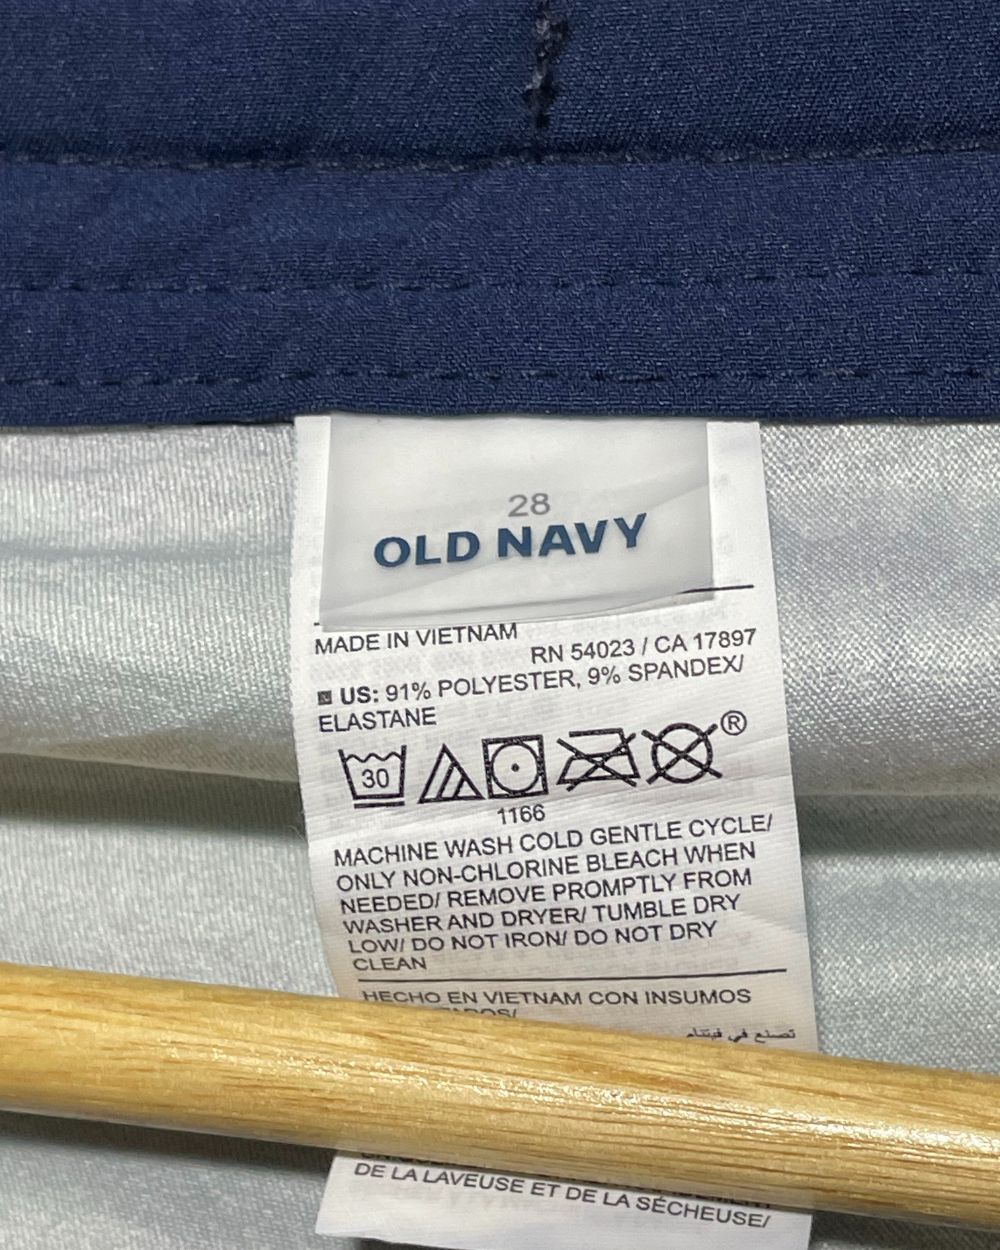 28
OLD NAVY
MADE IN VIETNAM
RN 54023 / CA 17897
US: 91% POLYESTER, 9% SPANDEX/
ELASTANE
30
®
1166
MACHINE WASH COLD GENTLE CYCLE/
ONLY NON-CHLORINE BLEACH WHEN
NEEDED/ REMOVE PROMPTLY FROM
WASHER AND DRYER/ TUMBLE DRY
LOW/ DO NOT IRON/ DO NOT DRY
CLEAN
HECHO EN VIETNAM CON INSUMOS
تصنع في فيتنام
DE LA LAVEUSE ET DE LA SÉCHEUSE/